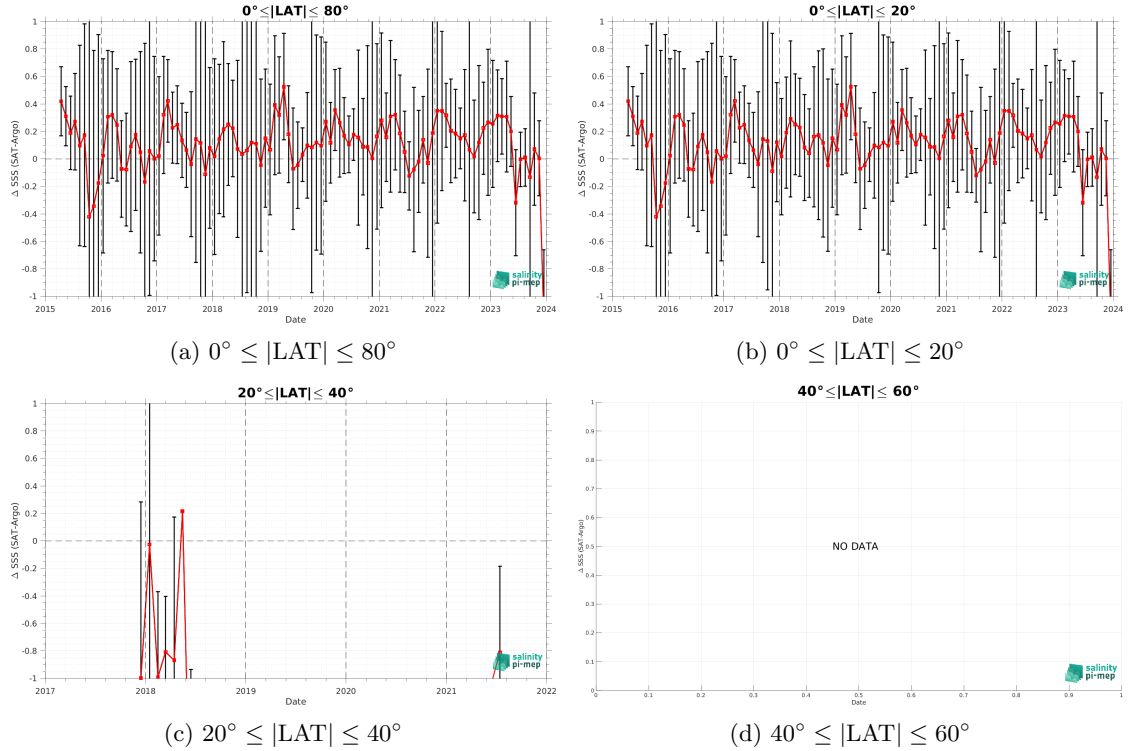 0°≤|LAT|≤ 80°
Δ SSS (SAT-Argo)
1
0.8
0.6
0.4
0.2
0
-0.2
-0.4
-0.6
-0.8
-1
2015 2016 2017 2018 2019 2020 2021 2022 2023 2024
Date
salinity
pi-mep
(a) 0° ≤ |LAT| ≤ 80°
0°≤|LAT|≤ 20°
Δ SSS (SAT-Argo)
1
0.8
0.6
0.4
0.2
0
-0.2
-0.4
-0.6
-0.8
-1
2015 2016 2017 2018 2019 2020 2021 2022 2023 2024
Date
salinity
pi-mep
(b) 0° ≤ |LAT| ≤ 20°
20°≤|LAT|≤ 40°
Δ SSS (SAT-Argo)
1
0.8
0.6
0.4
0.2
0
-0.2
-0.4
-0.6
-0.8
-1
2017 2018 2019 2020 2021 2022
Date
salinity
pi-mep
(c) 20° ≤ |LAT| ≤ 40°
40°≤|LAT|≤ 60°
Δ SSS (SAT-Argo)
1
0.9
0.8
0.7
0.6
0.5
0.4
0.3
0.2
0.1
0
NO DATA
0 0.1 0.2 0.3 0.4 0.5 0.6 0.7 0.8 0.9 1
Date
salinity
pi-mep
(d) 40° ≤ |LAT| ≤ 60°